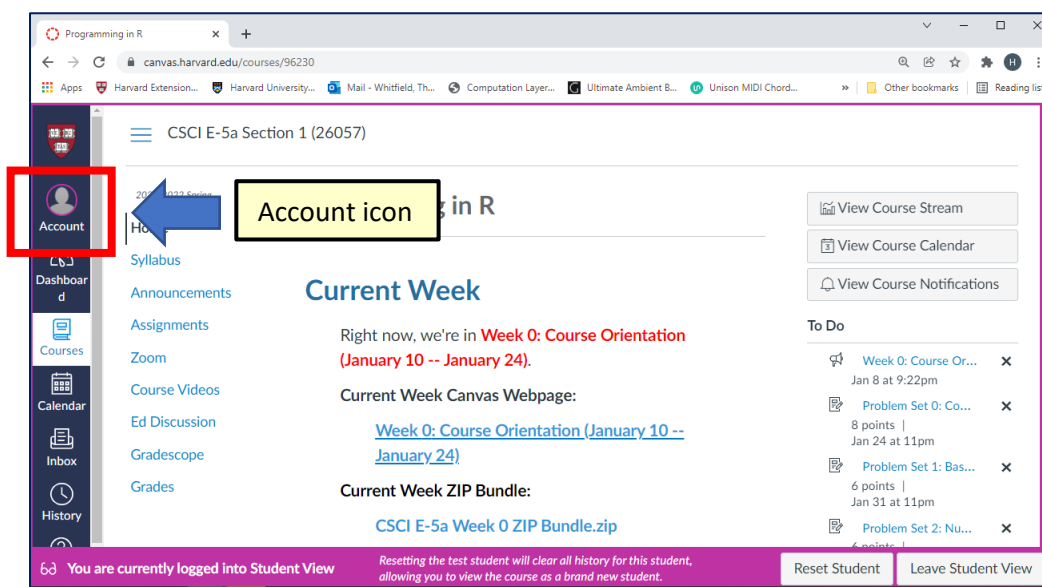 Programming in R
canvas.harvard.edu/courses/96230
H
Apps Harvard Extension... Harvard University... Mail - Whitfield, Th... Computation Layer... Ultimate Ambient B... Unison MIDI Chord... » Other bookmarks Reading list
CSCI E-5a Section 1 (26057)
Account
Dashboar
d
Courses
Calendar
Inbox
History
Spring
Account icon
in R
Syllabus
Announcements
Assignments
Zoom
Course Videos
Ed Discussion
Gradescope
Grades
Current Week
Right now, we're in Week 0: Course Orientation
(January 10 -- January 24).
Current Week Canvas Webpage:
Week 0: Course Orientation (January 10 --
January 24)
Current Week ZIP Bundle:
CSCI E-5a Week 0 ZIP Bundle.zip
View Course Stream
View Course Calendar
View Course Notifications
To Do
Week 0: Course Or...
Jan 8 at 9:22pm
Problem Set 0: Co...
8 points |
Jan 24 at 11pm
Problem Set 1: Bas...
6 points |
Jan 31 at 11pm
Problem Set 2: Nu...
6 points |
You are currently logged into Student View
Resetting the test student will clear all history for this student,
allowing you to view the course as a brand new student.
Reset Student
Leave Student View